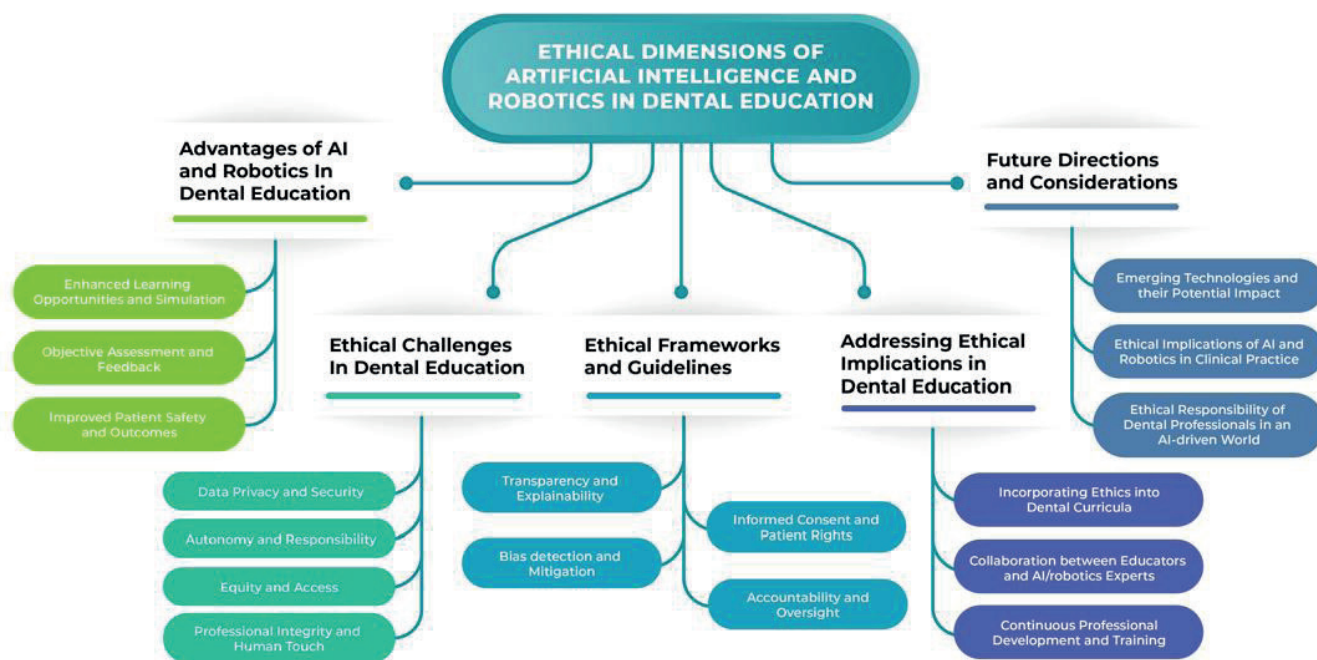 ETHICAL DIMENSIONS OF
ARTIFICIAL INTELLIGENCE AND
ROBOTICS IN DENTAL EDUCATION
Advantages of AI
and Robotics In
Dental Education
Enhanced Learning
Opportunities and Simulation
Objective Assessment and
Feedback
Improved Patient Safety
and Outcomes
Ethical Challenges
In Dental Education
Data Privacy and Security
Autonomy and Responsibility
Equity and Access
Professional Integrity and
Human Touch
Ethical Frameworks
and Guidelines
Transparency and
Explainability
Informed Consent and
Patient Rights
Bias detection and
Mitigation
Accountability and
Oversight
Addressing Ethical
Implications in
Dental Education
Incorporating Ethics into
Dental Curricula
Collaboration between Educators
and AI/robotics Experts
Continuous Professional
Development and Training
Future Directions
and Considerations
Emerging Technologies and
their Potential Impact
Ethical Implications of AI and
Robotics in Clinical Practice
Ethical Responsibility of
Dental Professionals in an
AI-driven World